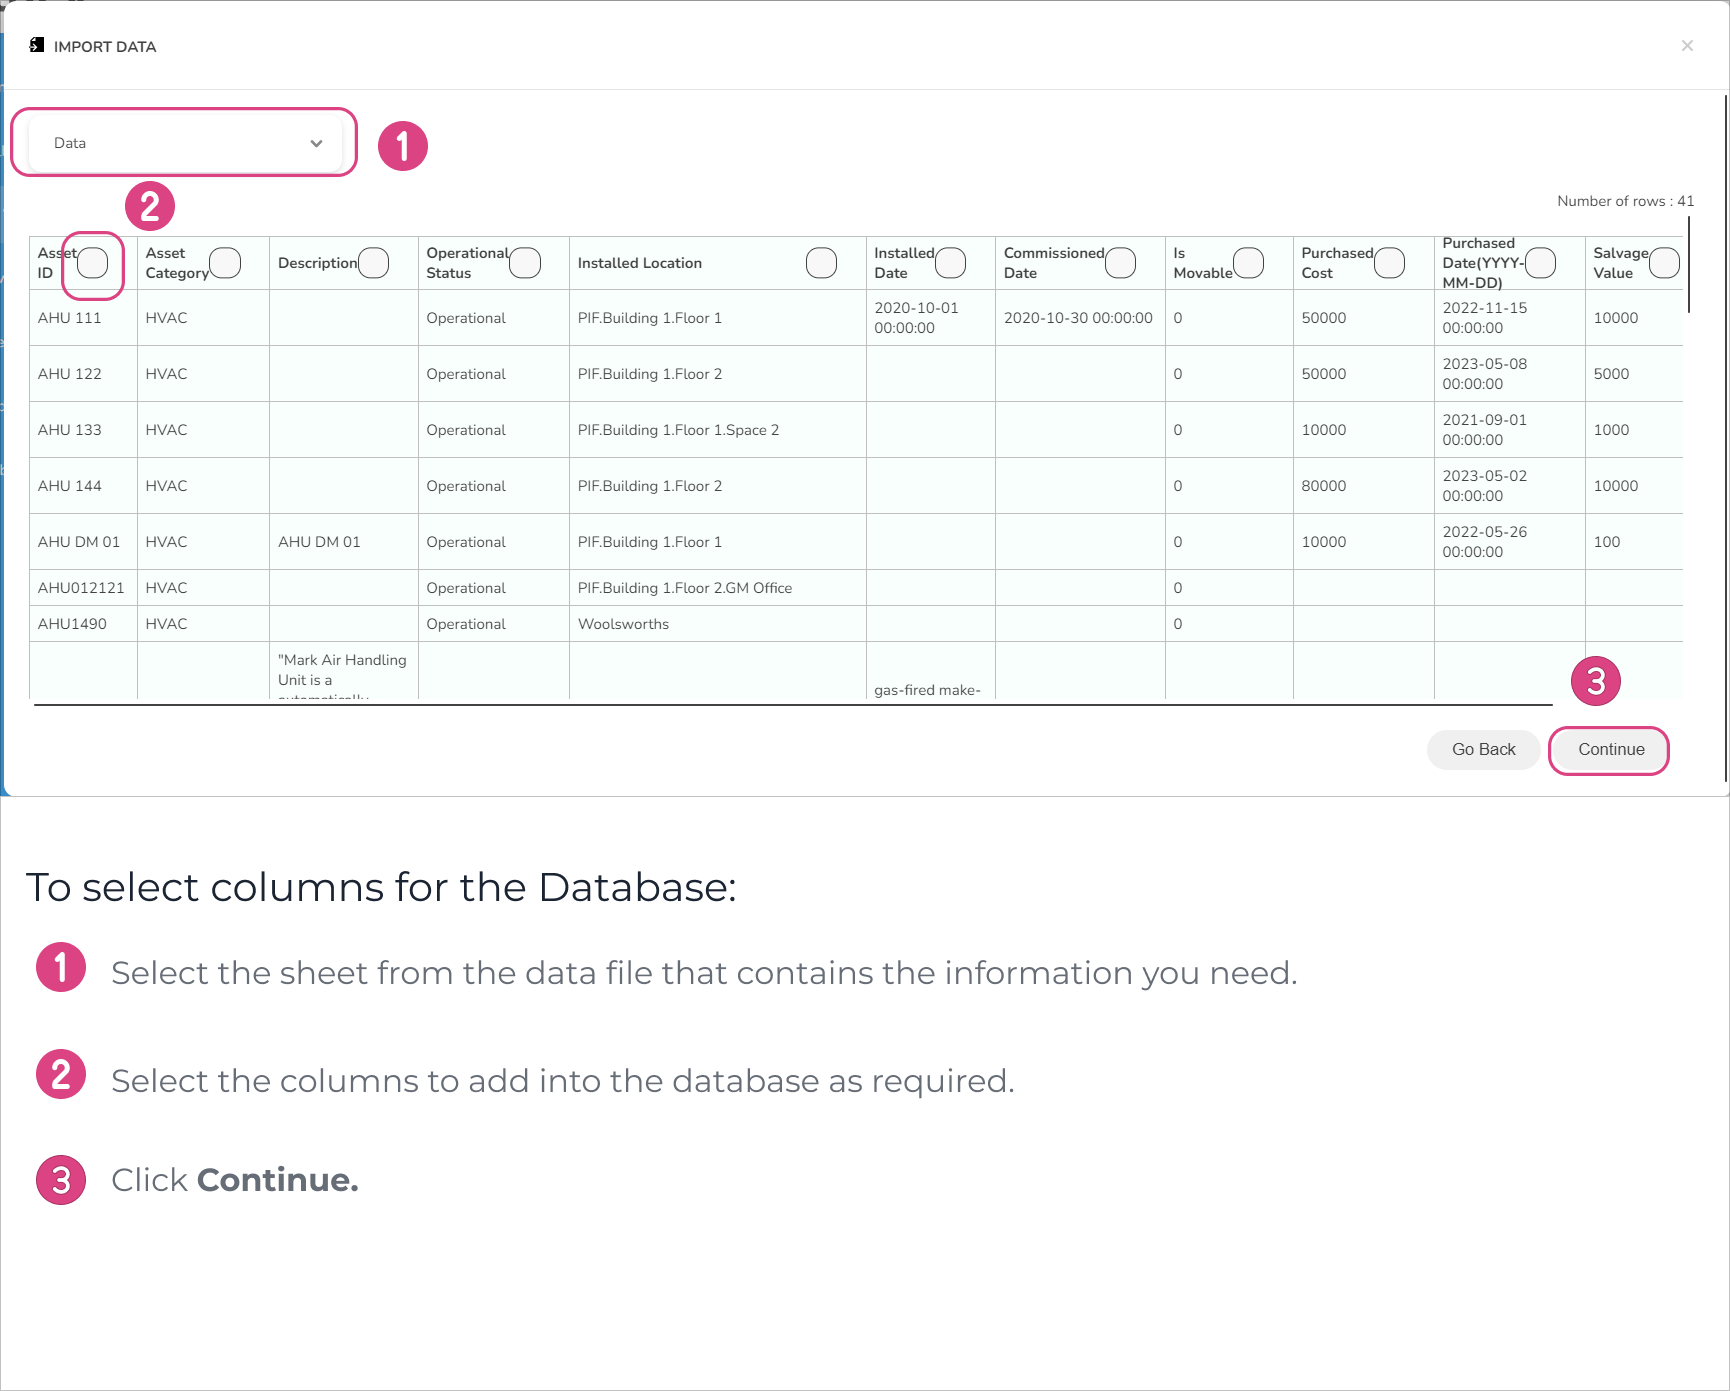 IMPORT DATA
×
Data
1
2
Number of rows : 41
Asset ID Asset Category Description Operational Status Installed Location Installed Date Commissioned Date Is Movable Purchased Cost Purchased Date(YYYY-MM-DD) Salvage Value
AHU 111 HVAC Operational PIF.Building 1.Floor 1 2020-10-01 00:00:00 2020-10-30 00:00:00 0 50000 2022-11-15 00:00:00 10000
AHU 122 HVAC Operational PIF.Building 1.Floor 2 0 50000 2023-05-08 00:00:00 5000
AHU 133 HVAC Operational PIF.Building 1.Floor 1.Space 2 0 10000 2021-09-01 00:00:00 1000
AHU 144 HVAC Operational PIF.Building 1.Floor 2 0 80000 2023-05-02 00:00:00 10000
AHU DM 01 HVAC AHU DM 01 Operational PIF.Building 1.Floor 1 0 10000 2022-05-26 00:00:00 100
AHU012121 HVAC Operational PIF.Building 1.Floor 2.GM Office 0
AHU1490 HVAC Operational Woolsworths 0
"Mark Air Handling
Unit is a
automatically
gas-fired make-
3
Go Back Continue
To select columns for the Database:
1 Select the sheet from the data file that contains the information you need.
2 Select the columns to add into the database as required.
3 Click Continue.